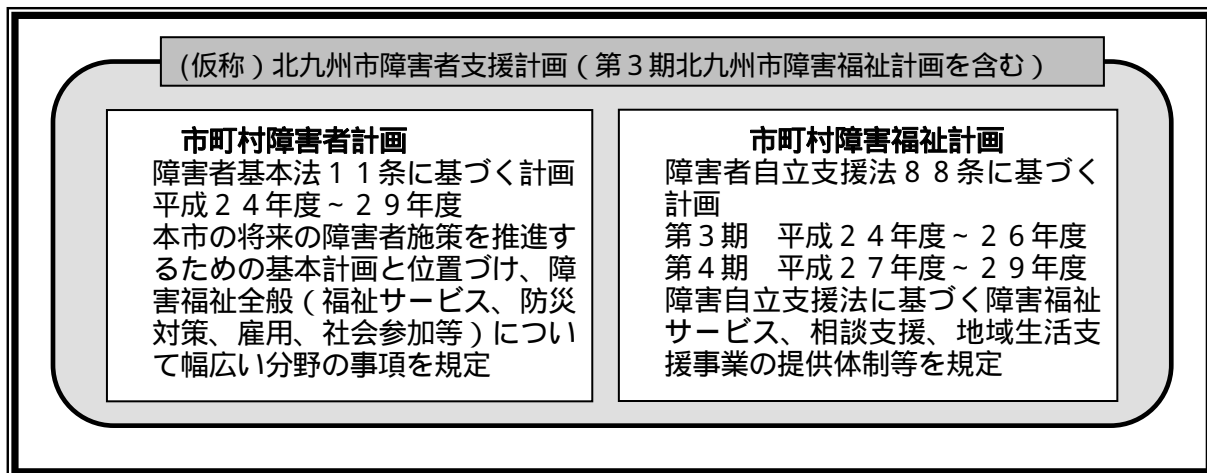 (仮称)北九州市障害者支援計画(第3期北九州市障害福祉計画を含む)
市町村障害者計画
障害者基本法11条に基づく計画
平成24年度~29年度
本市の将来の障害者施策を推進す
るための基本計画と位置づけ、障
害福祉全般(福祉サービス、防災
対策、雇用、社会参加等)につい
て幅広い分野の事項を規定
市町村障害福祉計画
障害者自立支援法88条に基づく
計画
第3期 平成24年度~26年度
第4期 平成27年度~29年度
障害自立支援法に基づく障害福祉
サービス、相談支援、地域生活支
援事業の提供体制等を規定